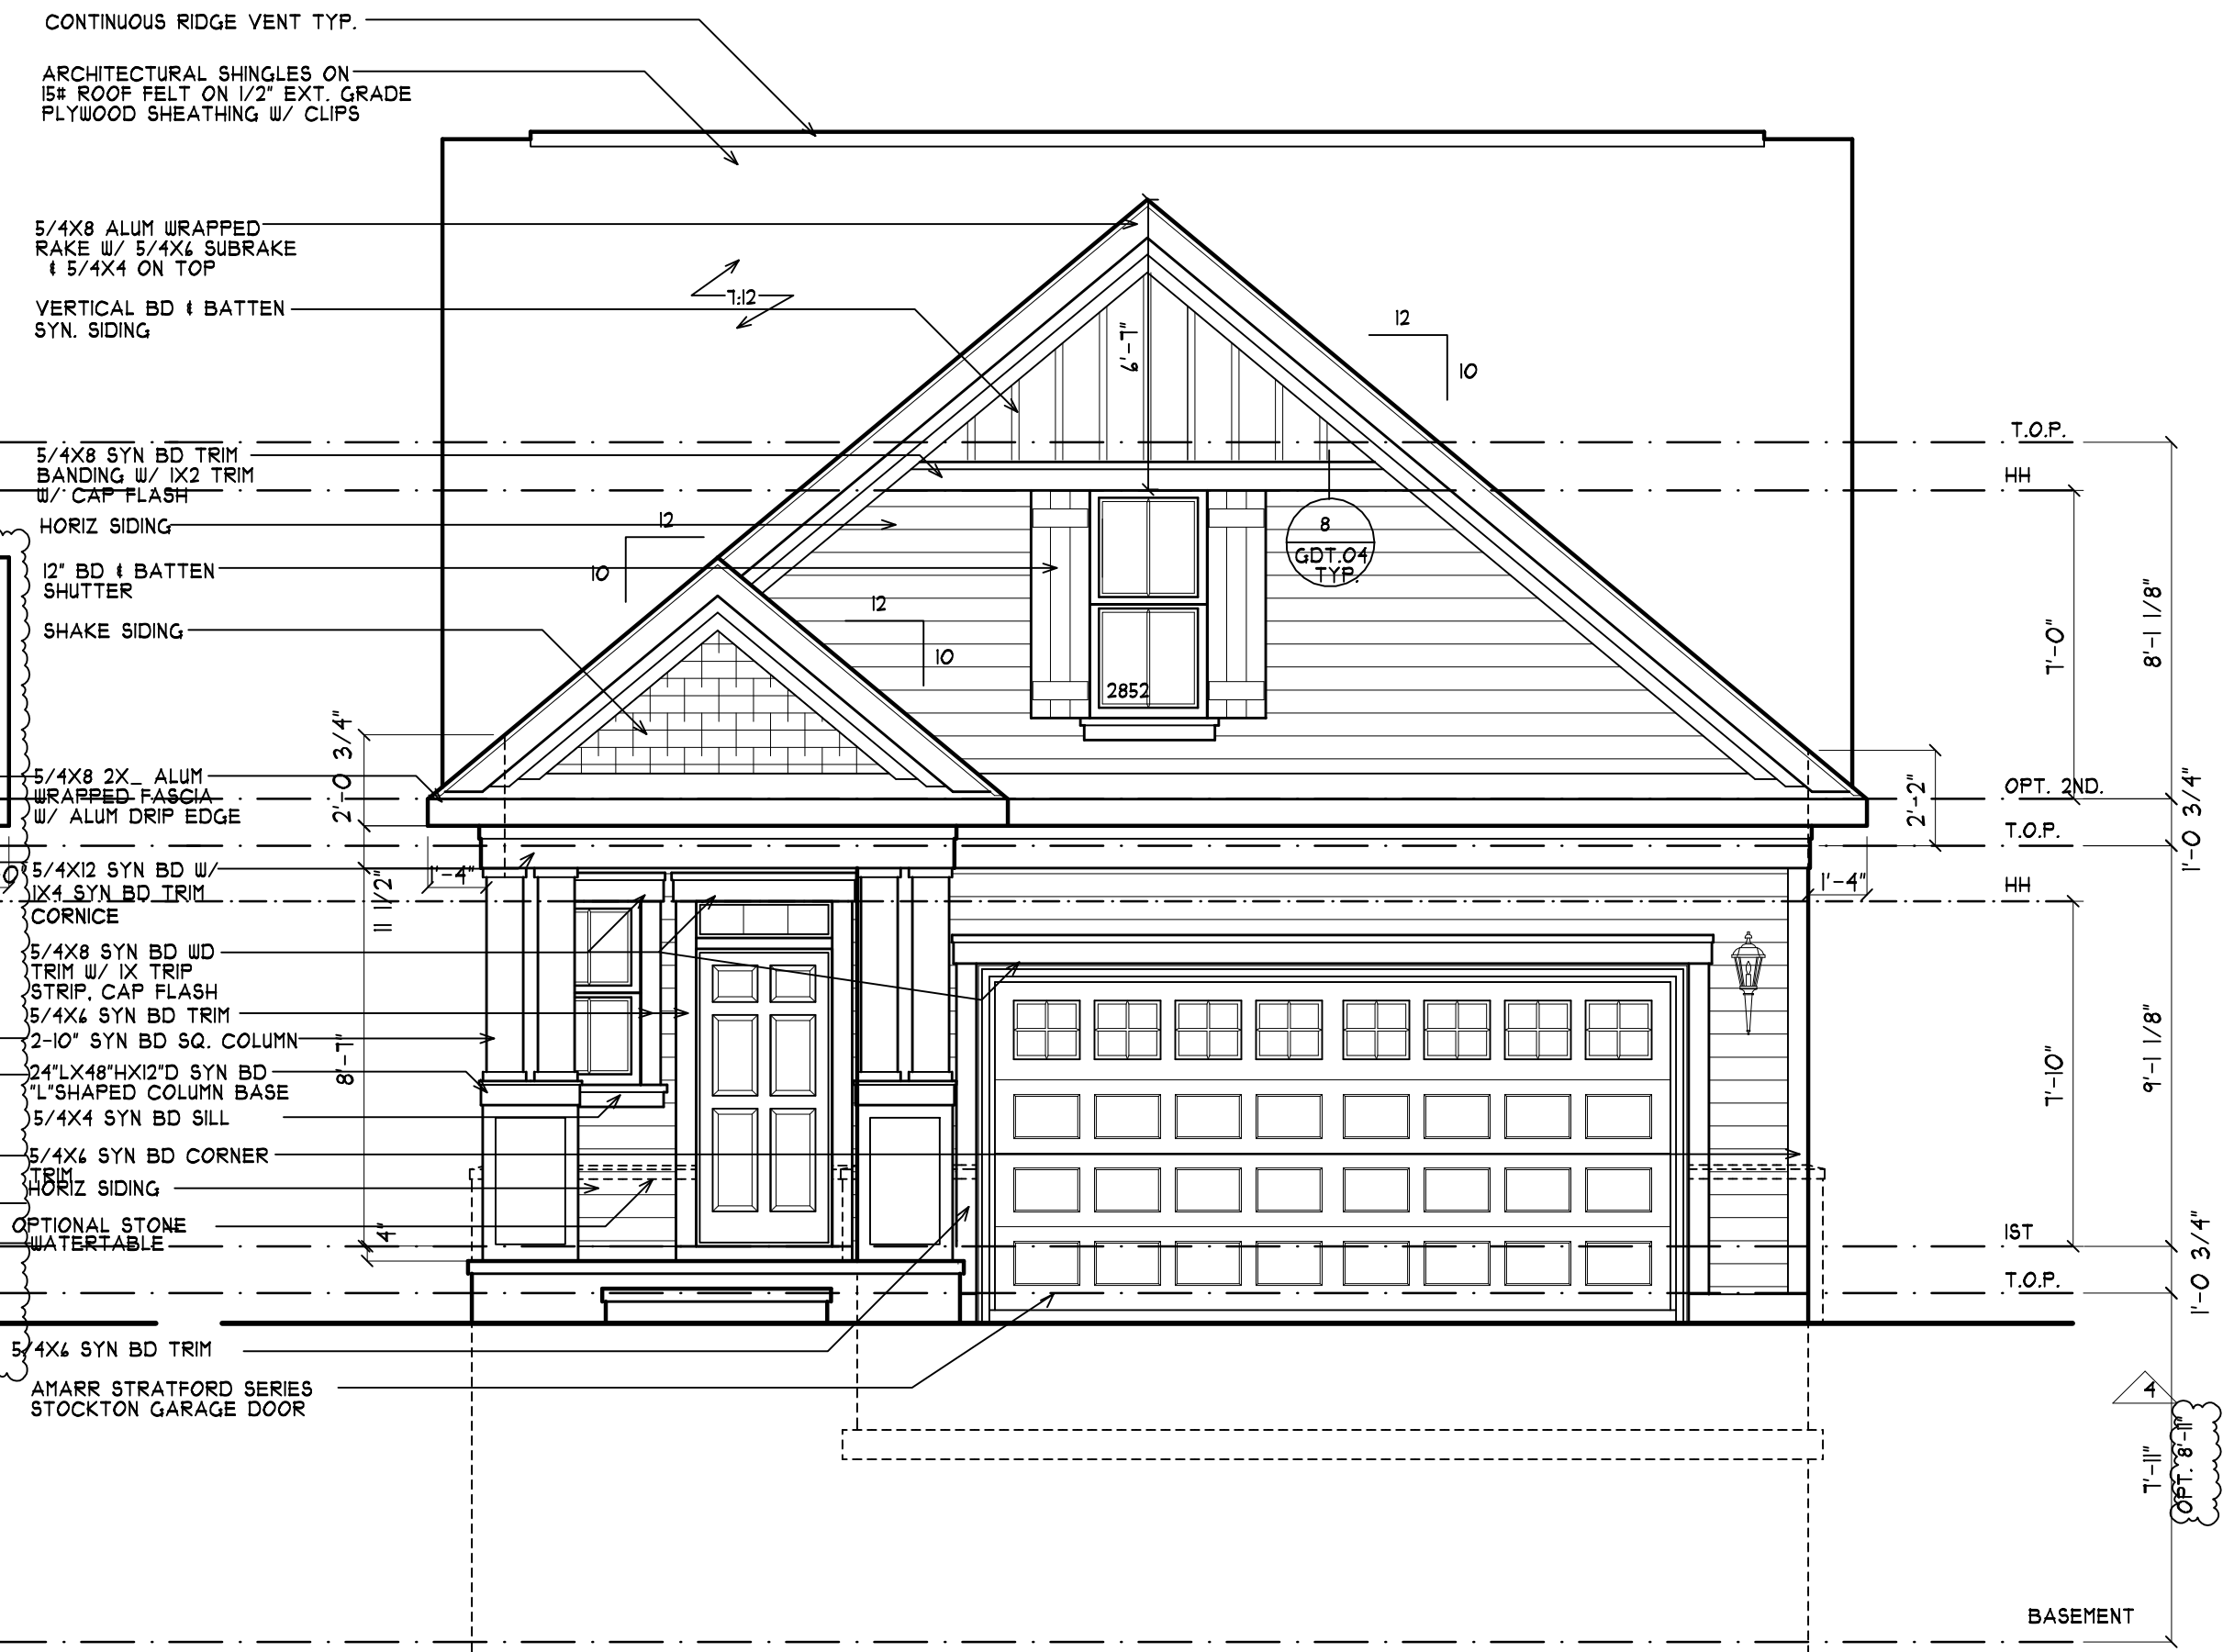 CONTINUOUS RIDGE VENT TYP.
ARCHITECTURAL SHINGLES ON
15# ROOF FELT ON 1/2" EXT. GRADE
PLYWOOD SHEATHING W/ CLIPS
5/4X8 ALUM WRAPPED
RAKE W/ 5/4X6 SUBRAKE
& 5/4X4 ON TOP
7:12
VERTICAL BD & BATTEN
SYN. SIDING
6'-7"
12
10
5/4X8 SYN BD TRIM
BANDING W/ 1X2 TRIM
W/ CAP FLASH
HORIZ SIDING
12
10
12" BD & BATTEN
SHUTTER
SHAKE SIDING
12
10
8
GDT.04
TYP.
2852
5/4X8 2X_ ALUM
WRAPPED FASCIA
W/ ALUM DRIP EDGE
2'-0 3/4"
0"
5/4X12 SYN BD W/
1X4 SYN BD TRIM
CORNICE
11 1/2"
1'-4"
5/4X8 SYN BD WD
TRIM W/ 1X TRIP
STRIP, CAP FLASH
5/4X6 SYN BD TRIM
2-10" SYN BD SQ. COLUMN
24"LX48"HX12"D SYN BD
"L"SHAPED COLUMN BASE
8'-7"
5/4X4 SYN BD SILL
5/4X6 SYN BD CORNER
TRIM
HORIZ SIDING
OPTIONAL STONE
WATERTABLE
4"
5/4X6 SYN BD TRIM
AMARR STRATFORD SERIES
STOCKTON GARAGE DOOR
T.O.P.
HH
7'-0"
8'-1 1/8"
OPT. 2ND.
2'-2"
1'-0 3/4"
T.O.P.
1'-4"
HH
7'-10"
9'-1 1/8"
1ST
1'-0 3/4"
T.O.P.
4
7'-11"
OPT. 8'-11"
BASEMENT